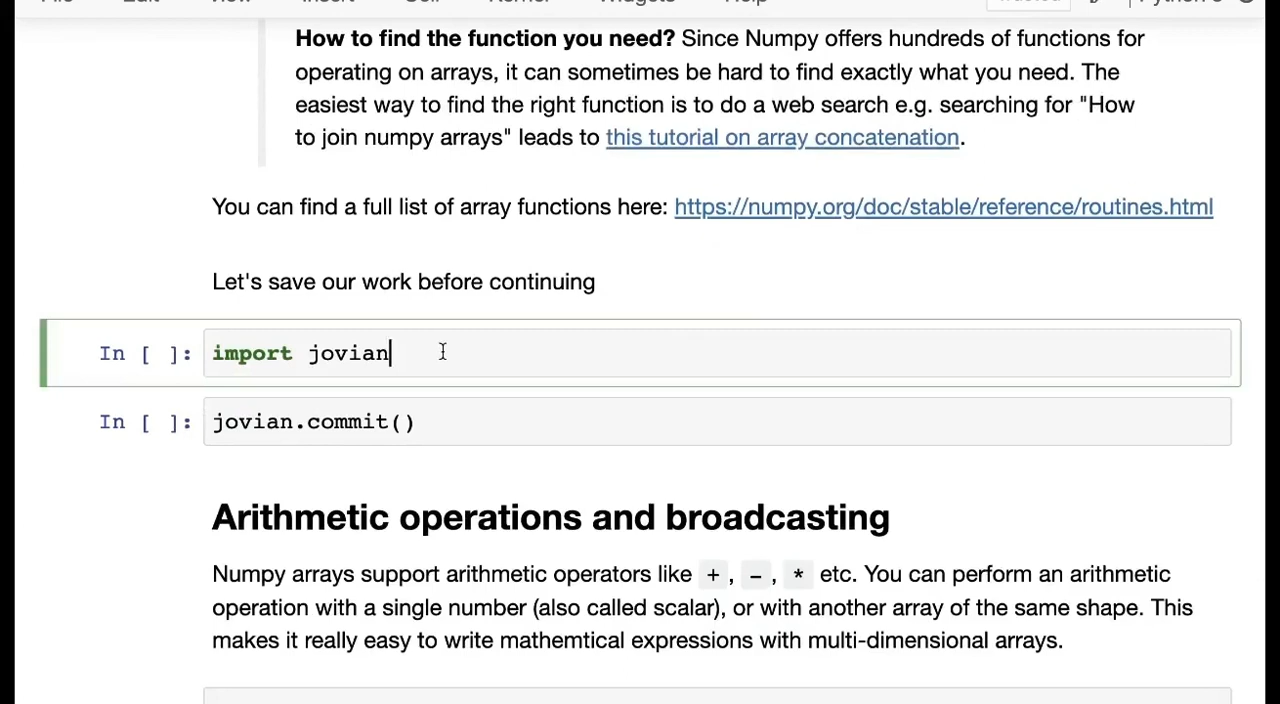 How to find the function you need? Since Numpy offers hundreds of functions for
operating on arrays, it can sometimes be hard to find exactly what you need. The
easiest way to find the right function is to do a web search e.g. searching for "How
to join numpy arrays" leads to this tutorial on array concatenation.
You can find a full list of array functions here: https://numpy.org/doc/stable/reference/routines.html
Let's save our work before continuing
In [ ]: import jovian
In [ ]: jovian.commit()
Arithmetic operations and broadcasting
Numpy arrays support arithmetic operators like +, -, * etc. You can perform an arithmetic
operation with a single number (also called scalar), or with another array of the same shape. This
makes it really easy to write mathemtical expressions with multi-dimensional arrays.